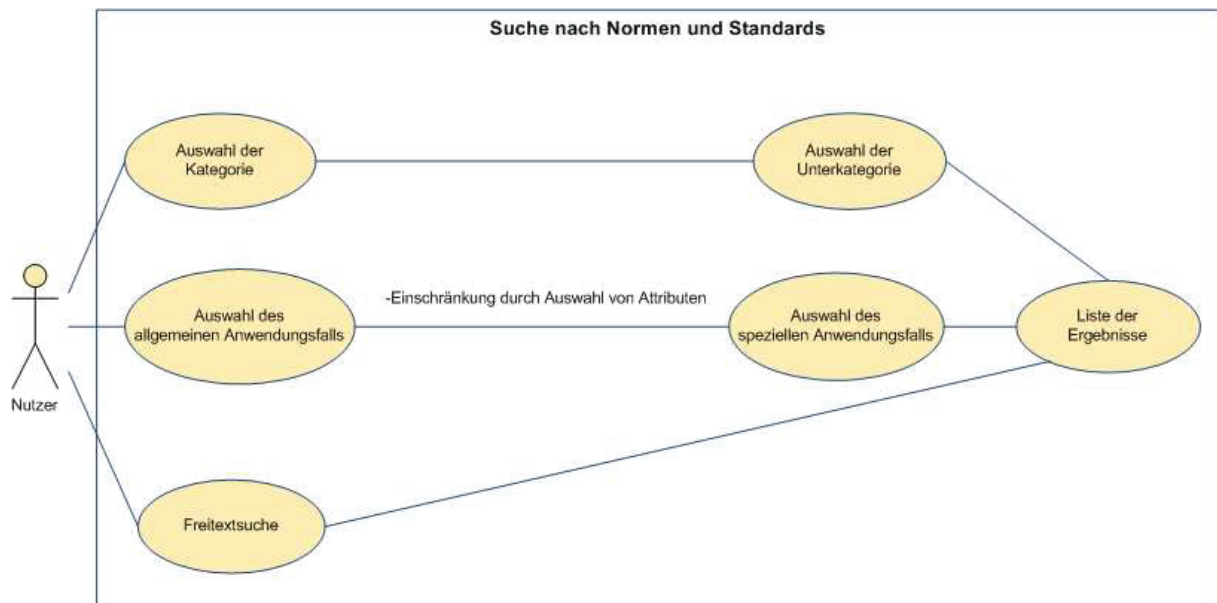 Suche nach Normen und Standards
Auswahl der
Kategorie
Auswahl der
Unterkategorie
Auswahl des
allgemeinen Anwendungsfalls
-Einschränkung durch Auswahl von Attributen
Auswahl des
speziellen Anwendungsfalls
Liste der
Ergebnisse
Nutzer
Freitextsuche